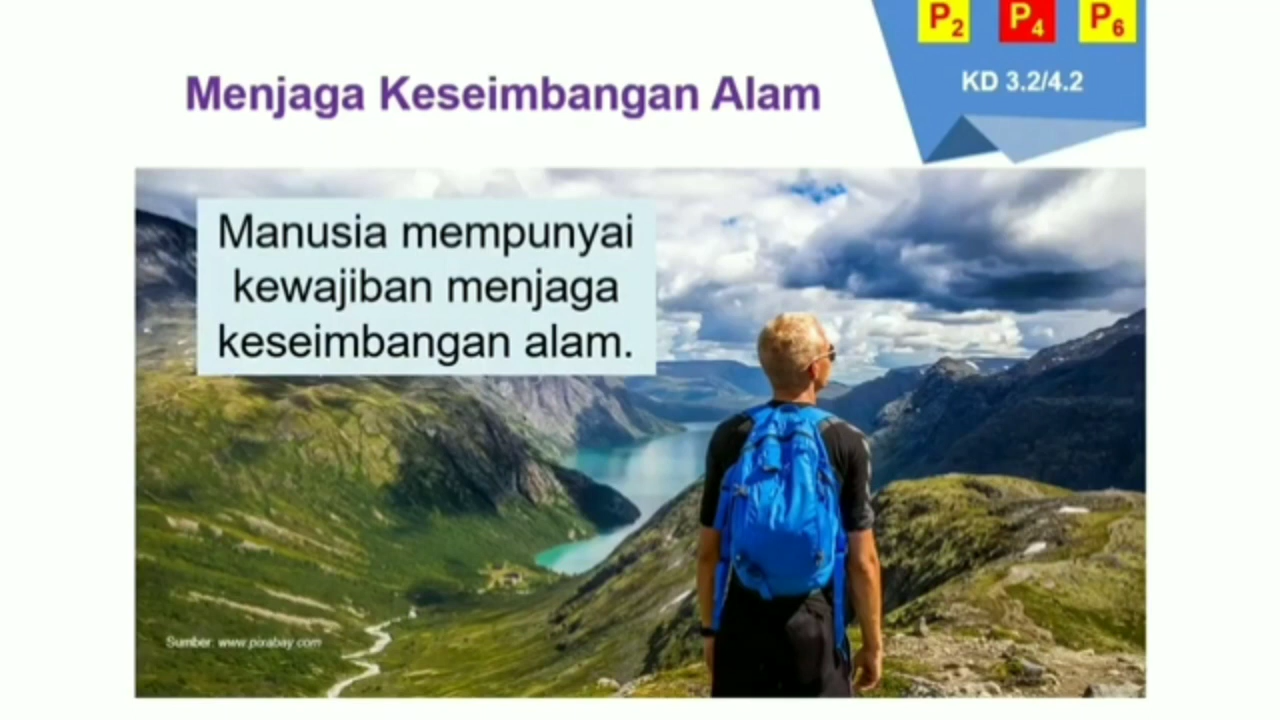 P2 P4 P6
KD 3.2/4.2
Menjaga Keseimbangan Alam
Manusia mempunyai
kewajiban menjaga
keseimbangan alam.
Sumber: www.pixabay.com